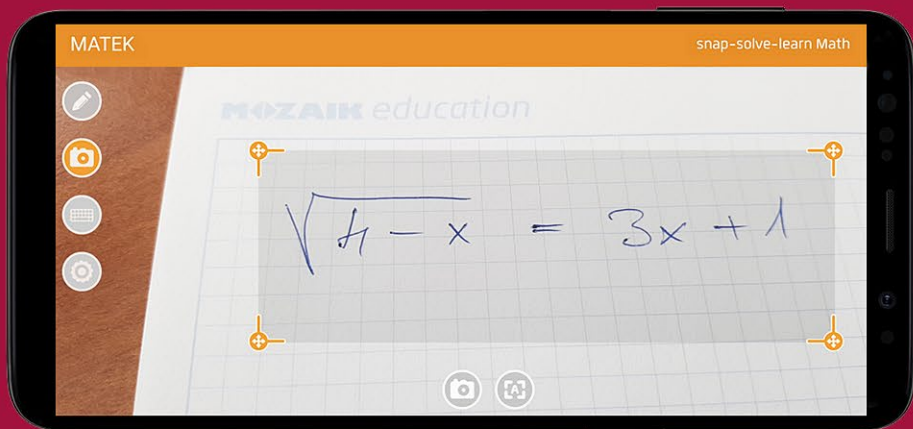 MATEK
snap-solve-learn Math
MOZAIK education
√4 - x = 3x + 1